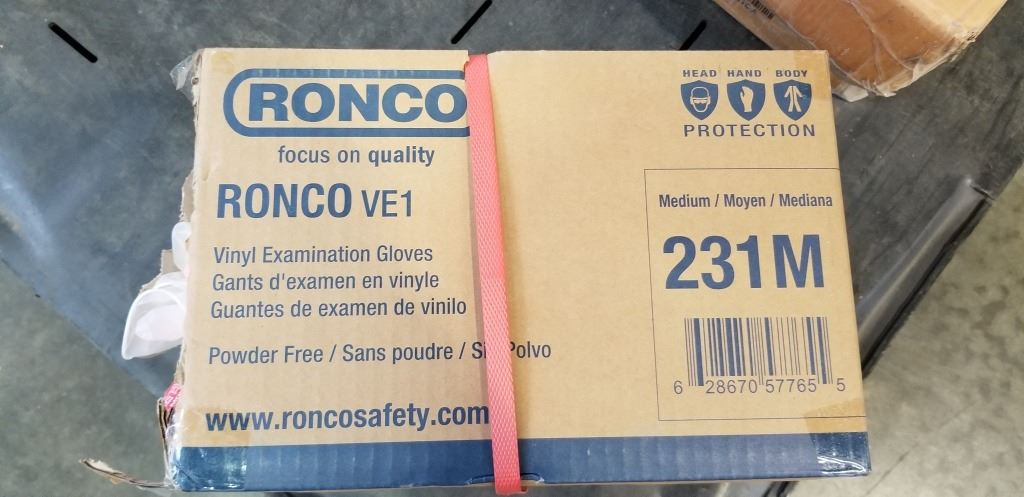 RONCO
focus on quality
RONCO VE1
Vinyl Examination Gloves
Gants d'examen en vinyle
Guantes de examen de vinilo
Powder Free / Sans poudre / Polvo
www.roncosafety.com
HEAD HAND BODY
PROTECTION
Medium / Moyen / Mediana
231M
6 28670 57765 5